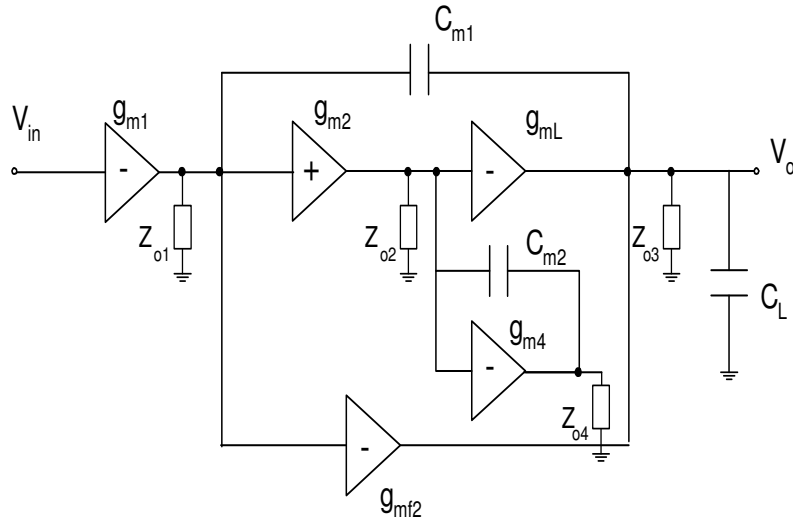 C_m1
g_m1
g_m2
g_mL
V_in
V_o
-
+
-
Z_o1
Z_o2
Z_o3
C_m2
C_L
g_m4
-
Z_o4
-
g_mf2